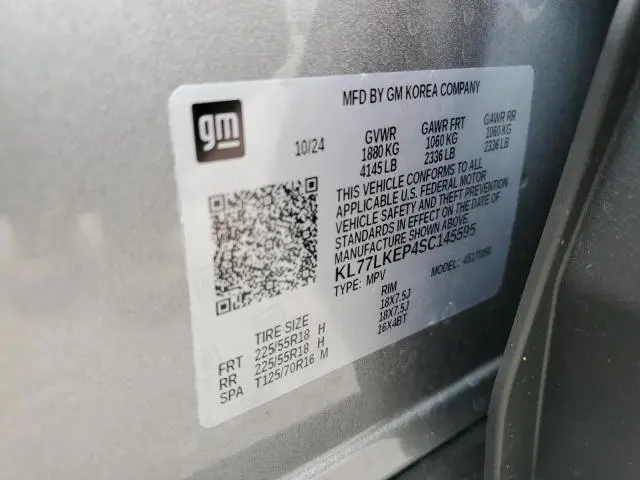 MFD BY GM KOREA COMPANY
gm
10/24
GVWR GAWR FRT GAWR RR
1880 KG 1060 KG 1060 KG
4145 LB 2336 LB 2336 LB
THIS VEHICLE CONFORMS TO ALL
APPLICABLE U.S. FEDERAL MOTOR
VEHICLE SAFETY AND THEFT PREVENTION
STANDARDS IN EFFECT ON THE DATE OF
MANUFACTURE SHOWN ABOVE.
KL77LKEP4SC145595
TYPE: MPV MODEL:
TIRE SIZE RIM
FRT 225/55R18 H 18X7.5J
RR 225/55R18 H 18X7.5J
SPA T125/70R16 M 16X4BT